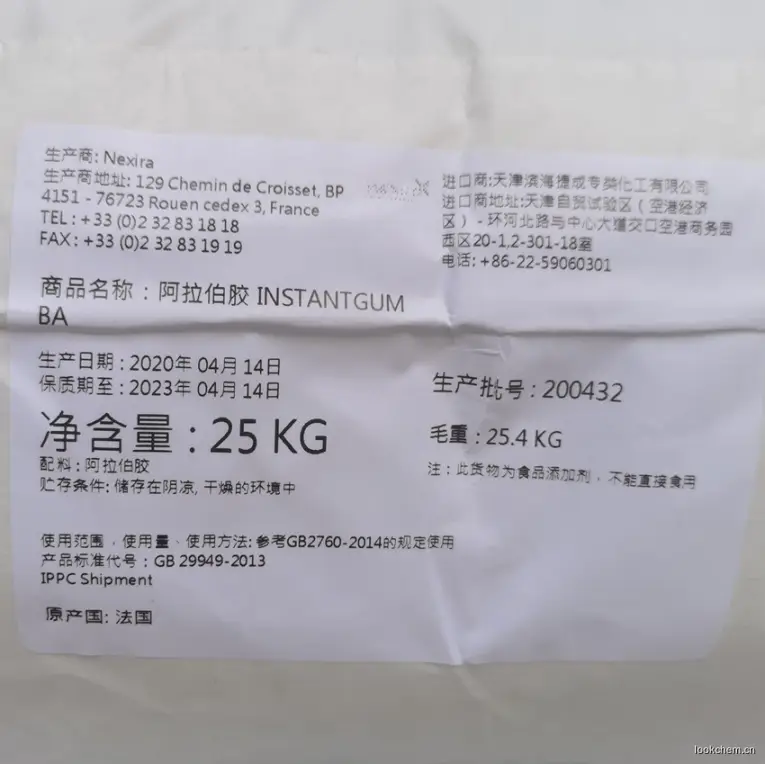 生产商: Nexira
生产商地址: 129 Chemin de Croisset, BP
4151 - 76723 Rouen cedex 3, France
TEL : +33 (0)2 32 83 18 18
FAX : +33 (0)2 32 83 19 19
进口商:天津滨海捷成专类化工有限公司
进口商地址: 天津自贸试验区（空港经济
区）- 环河北路与中心大道交口空港商务园
西区20-1,2-301-18室
电话: +86-22-59060301
商品名称 : 阿拉伯胶 INSTANTGUM
BA
生产日期 : 2020年 04月 14日
保质期至 : 2023年 04月 14日
生产批号 : 200432
净含量 : 25 KG
毛重 : 25.4 KG
配料 : 阿拉伯胶
贮存条件: 储存在阴凉, 干燥的环境中
注 : 此货物为食品添加剂，不能直接食用
使用范围，使用量、使用方法: 参考GB2760-2014的规定使用
产品标准代号 : GB 29949-2013
IPPC Shipment
原产国: 法国
lookchem.cn